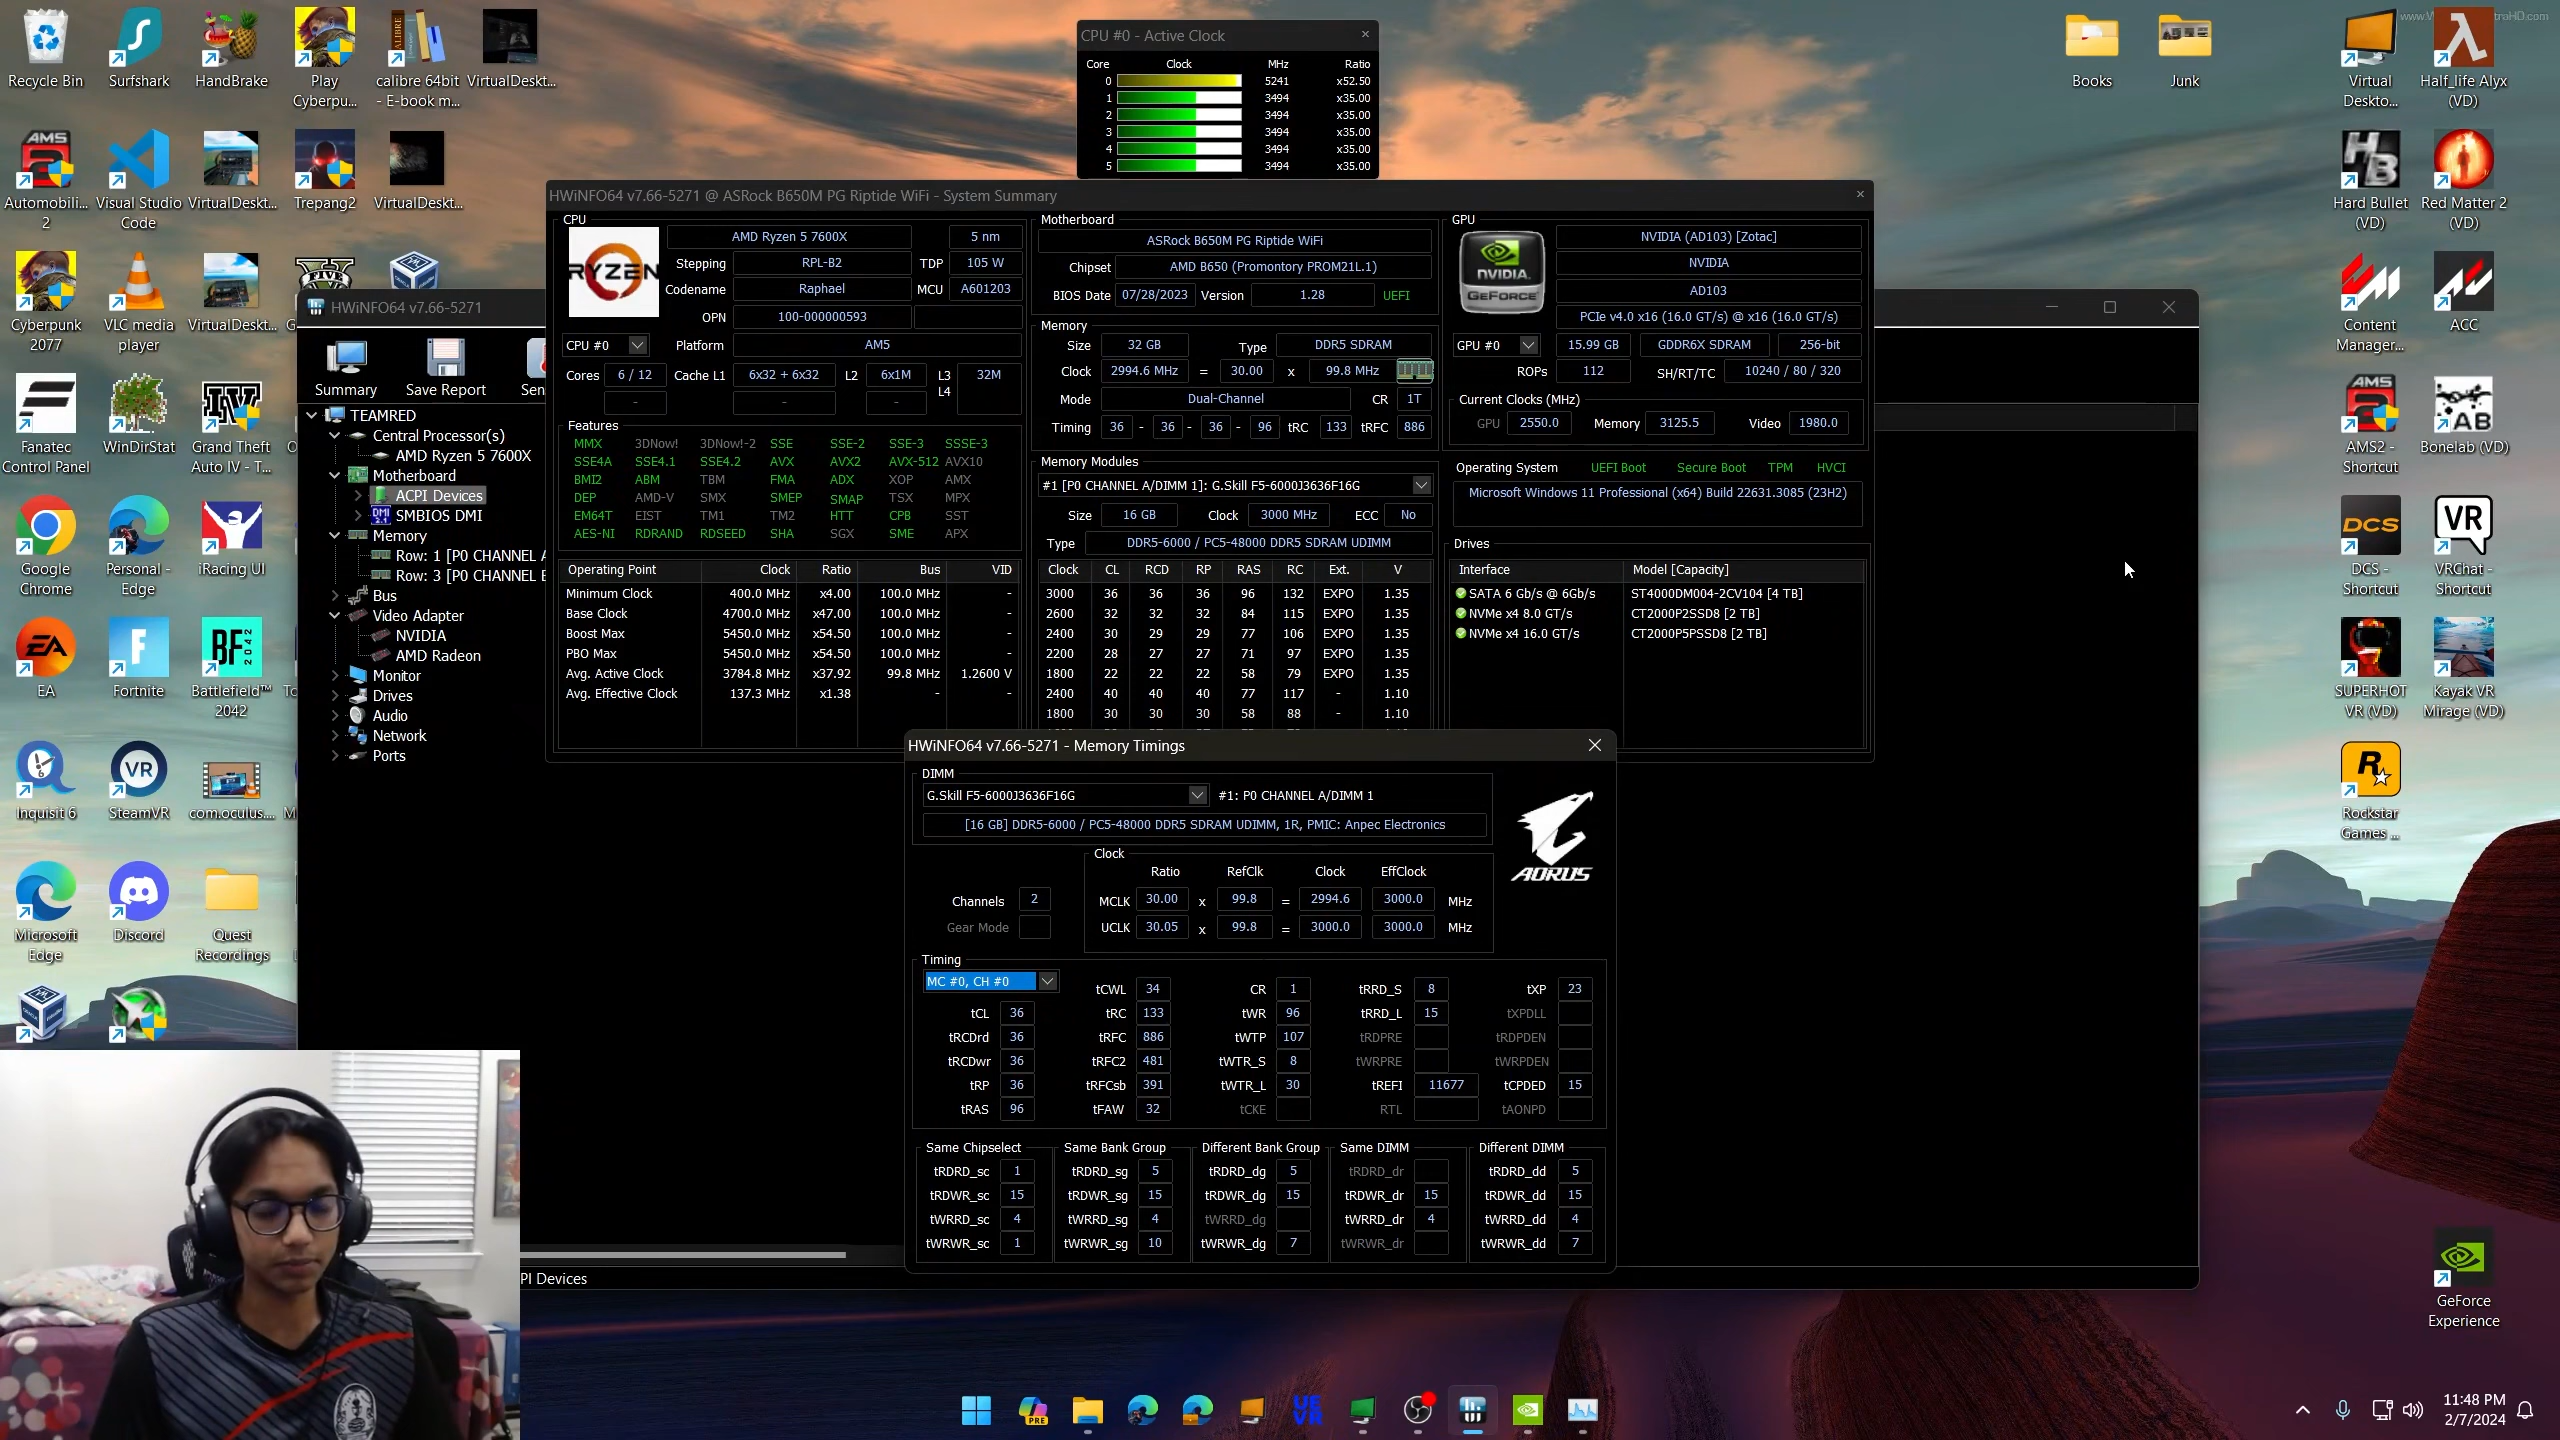 Recycle Bin
Surfshark
HandBrake
Play Cyberpu...
calibre 64bit - E-book m...
VirtualDeskt...
Automobili... 2
Visual Studio Code
VirtualDeskt...
Trepang2
VirtualDeskt...
Cyberpunk 2077
VLC media player
VirtualDeskt...
Fanatec Control Panel
WinDirStat
Grand Theft Auto IV - T...
Google Chrome
Personal - Edge
iRacing UI
EA
Fortnite
Battlefield™ 2042
Inquisit 6
SteamVR
com.oculus....
Microsoft Edge
Discord
Quest Recordings
CPU #0 - Active Clock
Core Clock MHz Ratio
0 5241 x52.50
1 3494 x35.00
2 3494 x35.00
3 3494 x35.00
4 3494 x35.00
5 3494 x35.00
Books
Junk
Virtual Deskto...
Half_life Alyx (VD)
Hard Bullet (VD)
Red Matter 2 (VD)
Content Manager...
ACC
AMS2 - Shortcut
Bonelab (VD)
DCS - Shortcut
VRChat - Shortcut
SUPERHOT VR (VD)
Kayak VR Mirage (VD)
Rockstar Games ...
GeForce Experience
HWiNFO64 v7.66-5271
Summary
Save Report
Sen
TEAMRED
Central Processor(s)
AMD Ryzen 5 7600X
Motherboard
ACPI Devices
SMBIOS DMI
Memory
Row: 1 [P0 CHANNEL A
Row: 3 [P0 CHANNEL B
Bus
Video Adapter
NVIDIA
AMD Radeon
Monitor
Drives
Audio
Network
Ports
PI Devices
HWiNFO64 v7.66-5271 @ ASRock B650M PG Riptide WiFi - System Summary
CPU
RYZEN
AMD Ryzen 5 7600X 5 nm
Stepping RPL-B2 TDP 105 W
Codename Raphael MCU A601203
OPN 100-000000593
CPU #0 Platform AM5
Cores 6 / 12 Cache L1 6x32 + 6x32 L2 6x1M L3 32M
- - - L4
Features
MMX 3DNow! 3DNow!-2 SSE SSE-2 SSE-3 SSSE-3
SSE4A SSE4.1 SSE4.2 AVX AVX2 AVX-512 AVX10
BMI2 ABM TBM FMA ADX XOP AMX
DEP AMD-V SMX SMEP SMAP TSX MPX
EM64T EIST TM1 TM2 HTT CPB SST
AES-NI RDRAND RDSEED SHA SGX SME APX
Operating Point Clock Ratio Bus VID
Minimum Clock 400.0 MHz x4.00 100.0 MHz -
Base Clock 4700.0 MHz x47.00 100.0 MHz -
Boost Max 5450.0 MHz x54.50 100.0 MHz -
PBO Max 5450.0 MHz x54.50 100.0 MHz -
Avg. Active Clock 3784.8 MHz x37.92 99.8 MHz 1.2600 V
Avg. Effective Clock 137.3 MHz x1.38 - -
Motherboard
ASRock B650M PG Riptide WiFi
Chipset AMD B650 (Promontory PROM21L.1)
BIOS Date 07/28/2023 Version 1.28 UEFI
Memory
Size 32 GB Type DDR5 SDRAM
Clock 2994.6 MHz = 30.00 x 99.8 MHz
Mode Dual-Channel CR 1T
Timing 36 - 36 - 36 - 96 tRC 133 tRFC 886
Memory Modules
#1 [P0 CHANNEL A/DIMM 1]: G.Skill F5-6000J3636F16G
Size 16 GB Clock 3000 MHz ECC No
Type DDR5-6000 / PC5-48000 DDR5 SDRAM UDIMM
Clock CL RCD RP RAS RC Ext. V
3000 36 36 36 96 132 EXPO 1.35
2600 32 32 32 84 115 EXPO 1.35
2400 30 29 29 77 106 EXPO 1.35
2200 28 27 27 71 97 EXPO 1.35
1800 22 22 22 58 79 EXPO 1.35
2400 40 40 40 77 117 - 1.10
1800 30 30 30 58 88 - 1.10
GPU
NVIDIA GEFORCE
NVIDIA (AD103) [Zotac]
NVIDIA
AD103
PCIe v4.0 x16 (16.0 GT/s) @ x16 (16.0 GT/s)
GPU #0 15.99 GB GDDR6X SDRAM 256-bit
ROPs 112 SH/RT/TC 10240 / 80 / 320
Current Clocks (MHz)
GPU 2550.0 Memory 3125.5 Video 1980.0
Operating System UEFI Boot Secure Boot TPM HVCI
Microsoft Windows 11 Professional (x64) Build 22631.3085 (23H2)
Drives
Interface Model [Capacity]
SATA 6 Gb/s @ 6Gb/s ST4000DM004-2CV104 [4 TB]
NVMe x4 8.0 GT/s CT2000P2SSD8 [2 TB]
NVMe x4 16.0 GT/s CT2000P5PSSD8 [2 TB]
HWiNFO64 v7.66-5271 - Memory Timings
DIMM
G.Skill F5-6000J3636F16G #1: P0 CHANNEL A/DIMM 1
[16 GB] DDR5-6000 / PC5-48000 DDR5 SDRAM UDIMM, 1R, PMIC: Anpec Electronics
AORUS
Clock
Ratio RefClk Clock EffClock
Channels 2 MCLK 30.00 x 99.8 = 2994.6 3000.0 MHz
Gear Mode UCLK 30.05 x 99.8 = 3000.0 3000.0 MHz
Timing
MC #0, CH #0 tCWL 34 CR 1 tRRD_S 8 tXP 23
tCL 36 tRC 133 tWR 96 tRRD_L 15 tXPDLL
tRCDrd 36 tRFC 886 tWTP 107 tRDPRE tRDPDEN
tRCDwr 36 tRFC2 481 tWTR_S 8 tWRPRE tWRPDEN
tRP 36 tRFCsb 391 tWTR_L 30 tREFI 11677 tCPDED 15
tRAS 96 tFAW 32 tCKE RTL tAONPD
Same Chipselect Same Bank Group Different Bank Group Same DIMM Different DIMM
tRDRD_sc 1 tRDRD_sg 5 tRDRD_dg 5 tRDRD_dr tRDRD_dd 5
tRDWR_sc 15 tRDWR_sg 15 tRDWR_dg 15 tRDWR_dr 15 tRDWR_dd 15
tWRRD_sc 4 tWRRD_sg 4 tWRRD_dg tWRRD_dr 4 tWRRD_dd 4
tWRWR_sc 1 tWRWR_sg 10 tWRWR_dg 7 tWRWR_dr tWRWR_dd 7
11:48 PM
2/7/2024